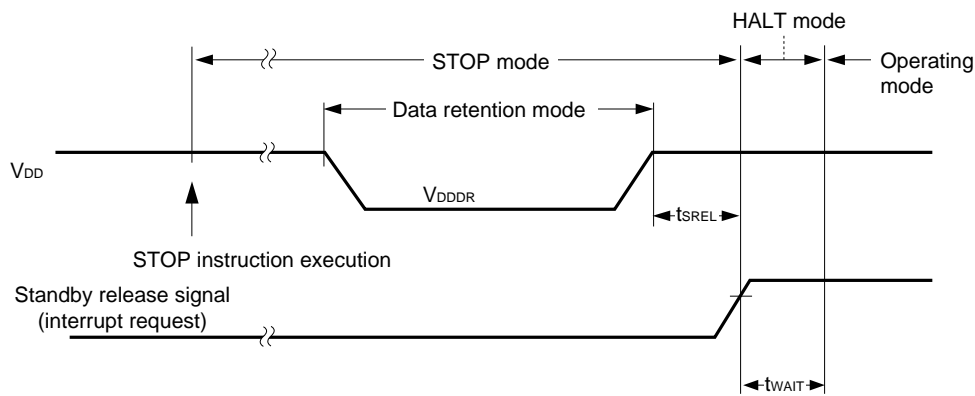 HALT mode
STOP mode
Operating
mode
Data retention mode
VDD
VDDDR
tSREL
STOP instruction execution
Standby release signal
(interrupt request)
tWAIT